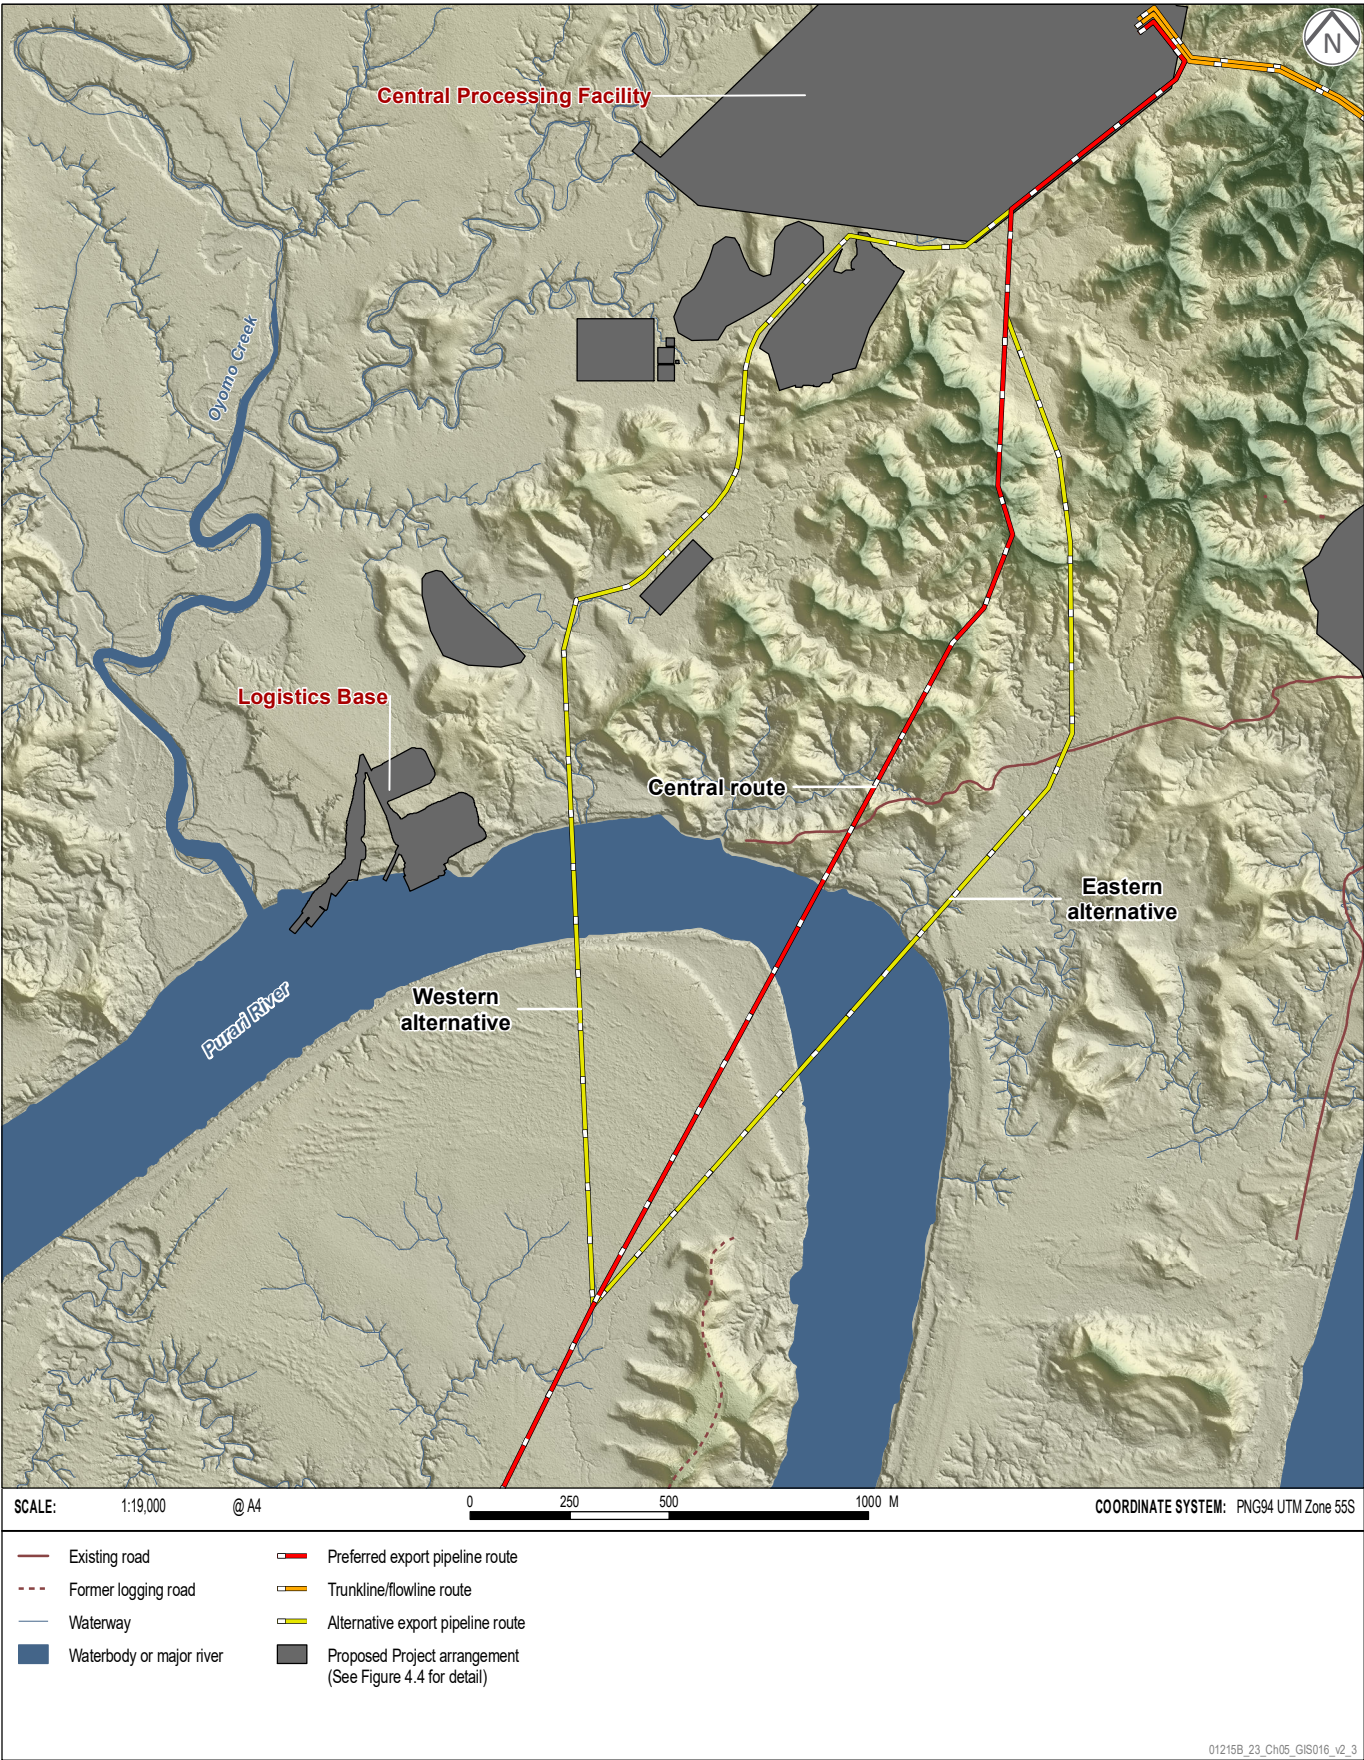 N
Central Processing Facility
Oyomo Creek
Logistics Base
Central route
Eastern
alternative
Western
alternative
Purari River
SCALE: 1:19,000 @ A4
0 250 500 1000 M
COORDINATE SYSTEM: PNG94 UTM Zone 55S
Existing road
Former logging road
Waterway
Waterbody or major river
Preferred export pipeline route
Trunkline/flowline route
Alternative export pipeline route
Proposed Project arrangement
(See Figure 4.4 for detail)
01215B_23_Ch05_GIS016_v2_3